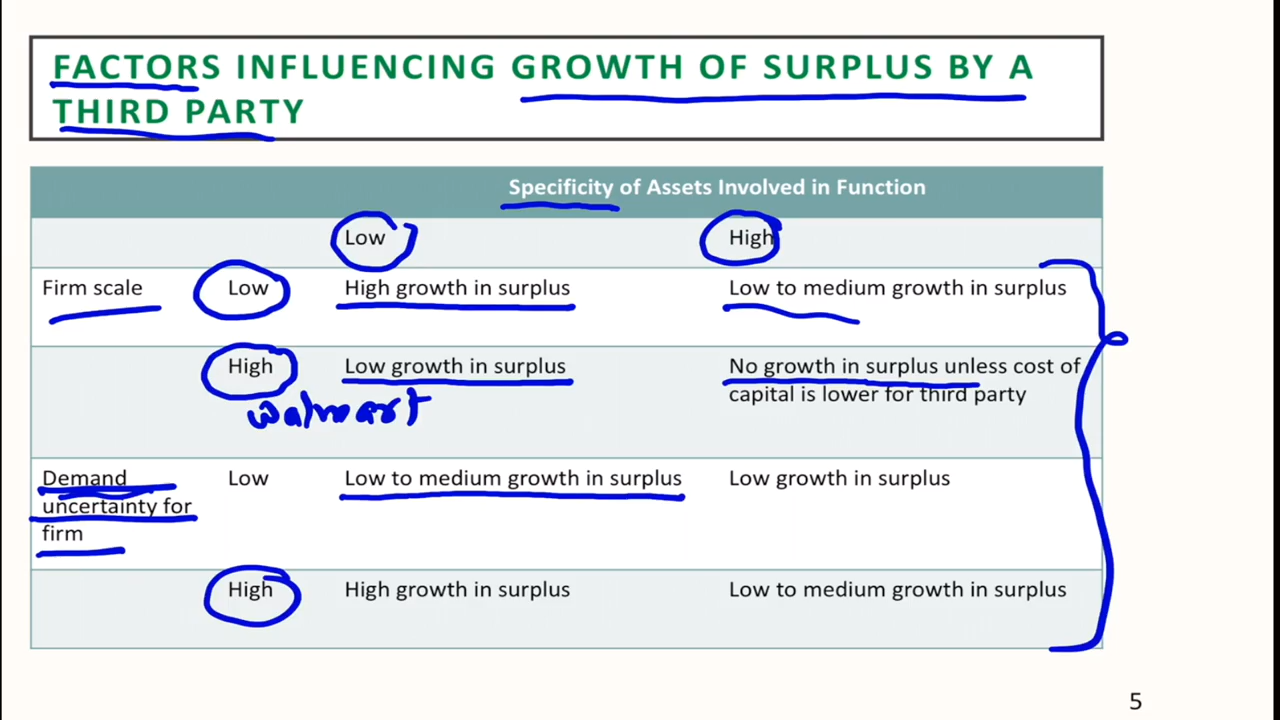 FACTORS INFLUENCING GROWTH OF SURPLUS BY A
THIRD PARTY
Specificity of Assets Involved in Function
Low High
Firm scale Low High growth in surplus Low to medium growth in surplus
High Low growth in surplus No growth in surplus unless cost of
capital is lower for third party
walmart
Demand Low Low to medium growth in surplus Low growth in surplus
uncertainty for
firm
High High growth in surplus Low to medium growth in surplus
5